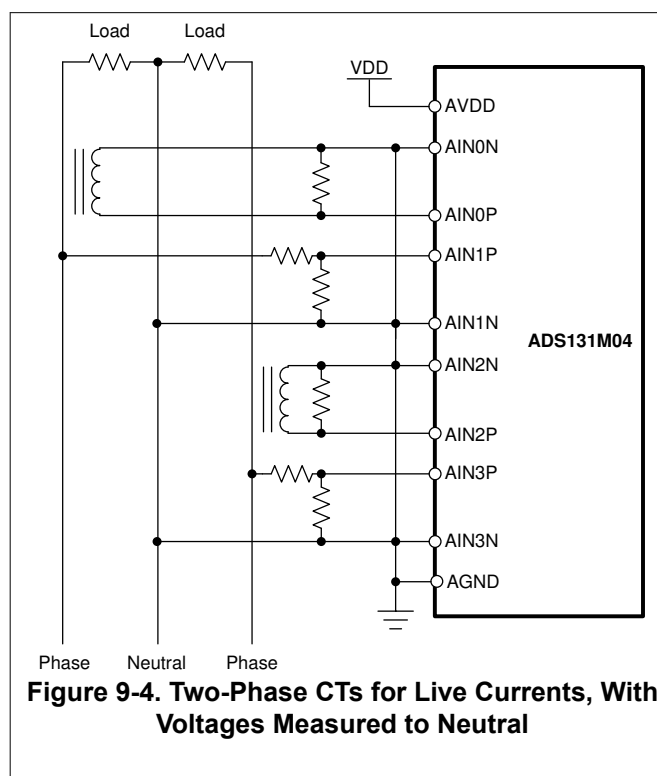 Load Load
VDD
AVDD
AIN0N
AIN0P
AIN1P
AIN1N
ADS131M04
AIN2N
AIN2P
AIN3P
AIN3N
AGND
Phase Neutral Phase
Figure 9-4. Two-Phase CTs for Live Currents, With
Voltages Measured to Neutral